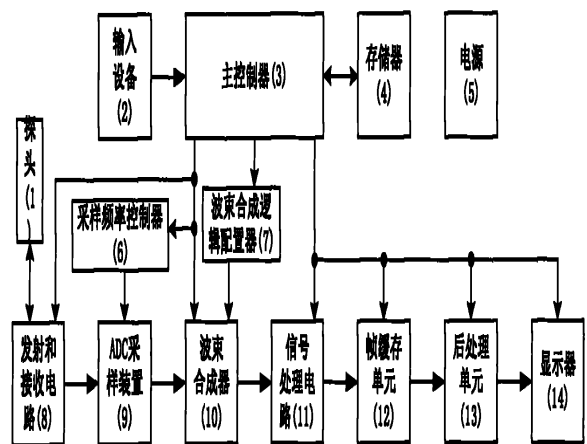 输入
设备
(2)
主控制器(3)
存储器
(4)
电源
(5)
探
头
(1
)
采样频率控制器
(6)
波束合成逻
辑配置器(7)
发射和
接收电
路(8)
ADC采
样装置
(9)
波束
合成器
(10)
信号
处理电
路(11)
帧缓存
单元
(12)
后处理
单元
(13)
显示器
(14)